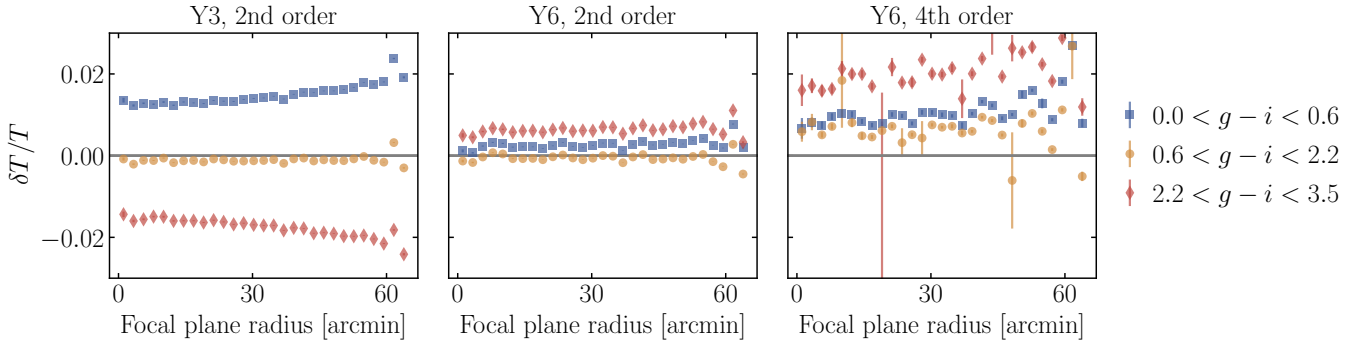 Y3, 2nd order
Y6, 2nd order
Y6, 4th order
δT/T
0.02
0.00
−0.02
0
30
60
0
30
60
0
30
60
Focal plane radius [arcmin]
Focal plane radius [arcmin]
Focal plane radius [arcmin]
0.0 < g − i < 0.6
0.6 < g − i < 2.2
2.2 < g − i < 3.5